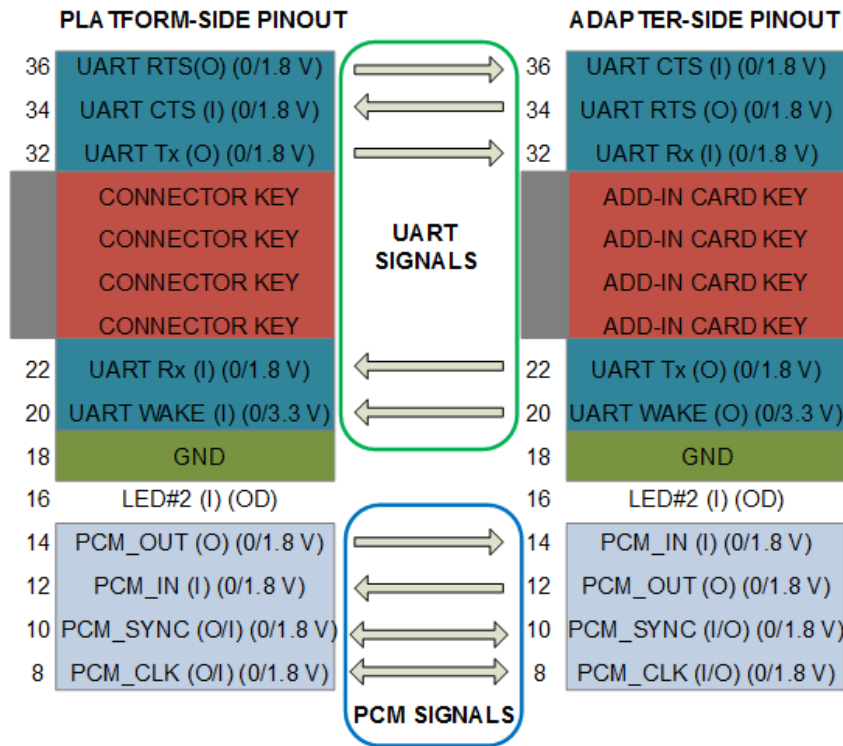 PLATFORM-SIDE PINOUT
ADAPTER-SIDE PINOUT
36 UART RTS(O) (0/1.8 V)
34 UART CTS (I) (0/1.8 V)
32 UART Tx (O) (0/1.8 V)
CONNECTOR KEY
CONNECTOR KEY
CONNECTOR KEY
CONNECTOR KEY
22 UART Rx (I) (0/1.8 V)
20 UART WAKE (I) (0/3.3 V)
18 GND
16 LED#2 (I) (OD)
14 PCM_OUT (O) (0/1.8 V)
12 PCM_IN (I) (0/1.8 V)
10 PCM_SYNC (O/I) (0/1.8 V)
8 PCM_CLK (O/I) (0/1.8 V)
UART
SIGNALS
PCM SIGNALS
36 UART CTS (I) (0/1.8 V)
34 UART RTS (O) (0/1.8 V)
32 UART Rx (I) (0/1.8 V)
ADD-IN CARD KEY
ADD-IN CARD KEY
ADD-IN CARD KEY
ADD-IN CARD KEY
22 UART Tx (O) (0/1.8 V)
20 UART WAKE (O) (0/3.3 V)
18 GND
16 LED#2 (I) (OD)
14 PCM_IN (I) (0/1.8 V)
12 PCM_OUT (O) (0/1.8 V)
10 PCM_SYNC (I/O) (0/1.8 V)
8 PCM_CLK (I/O) (0/1.8 V)